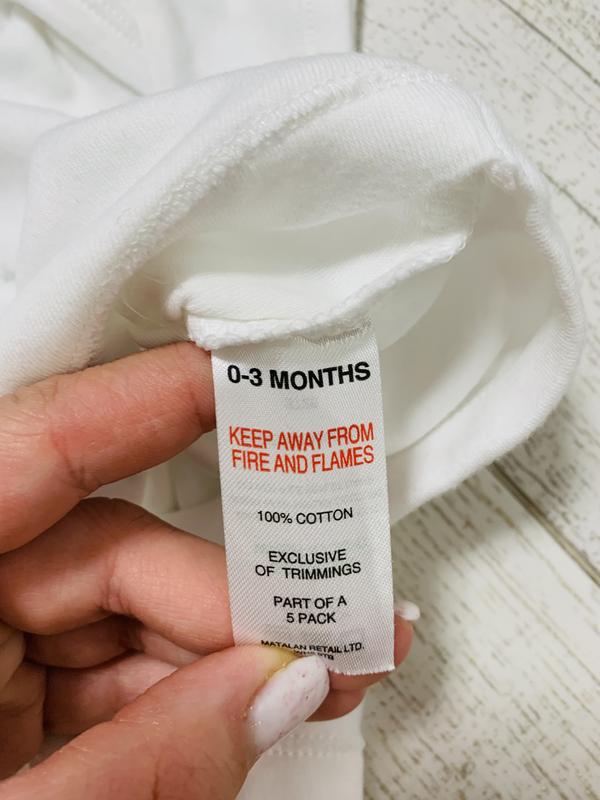 0-3 MONTHS
KEEP AWAY FROM
FIRE AND FLAMES
100% COTTON
EXCLUSIVE
OF TRIMMINGS
PART OF A
5 PACK
MATALAN RETAIL LTD.